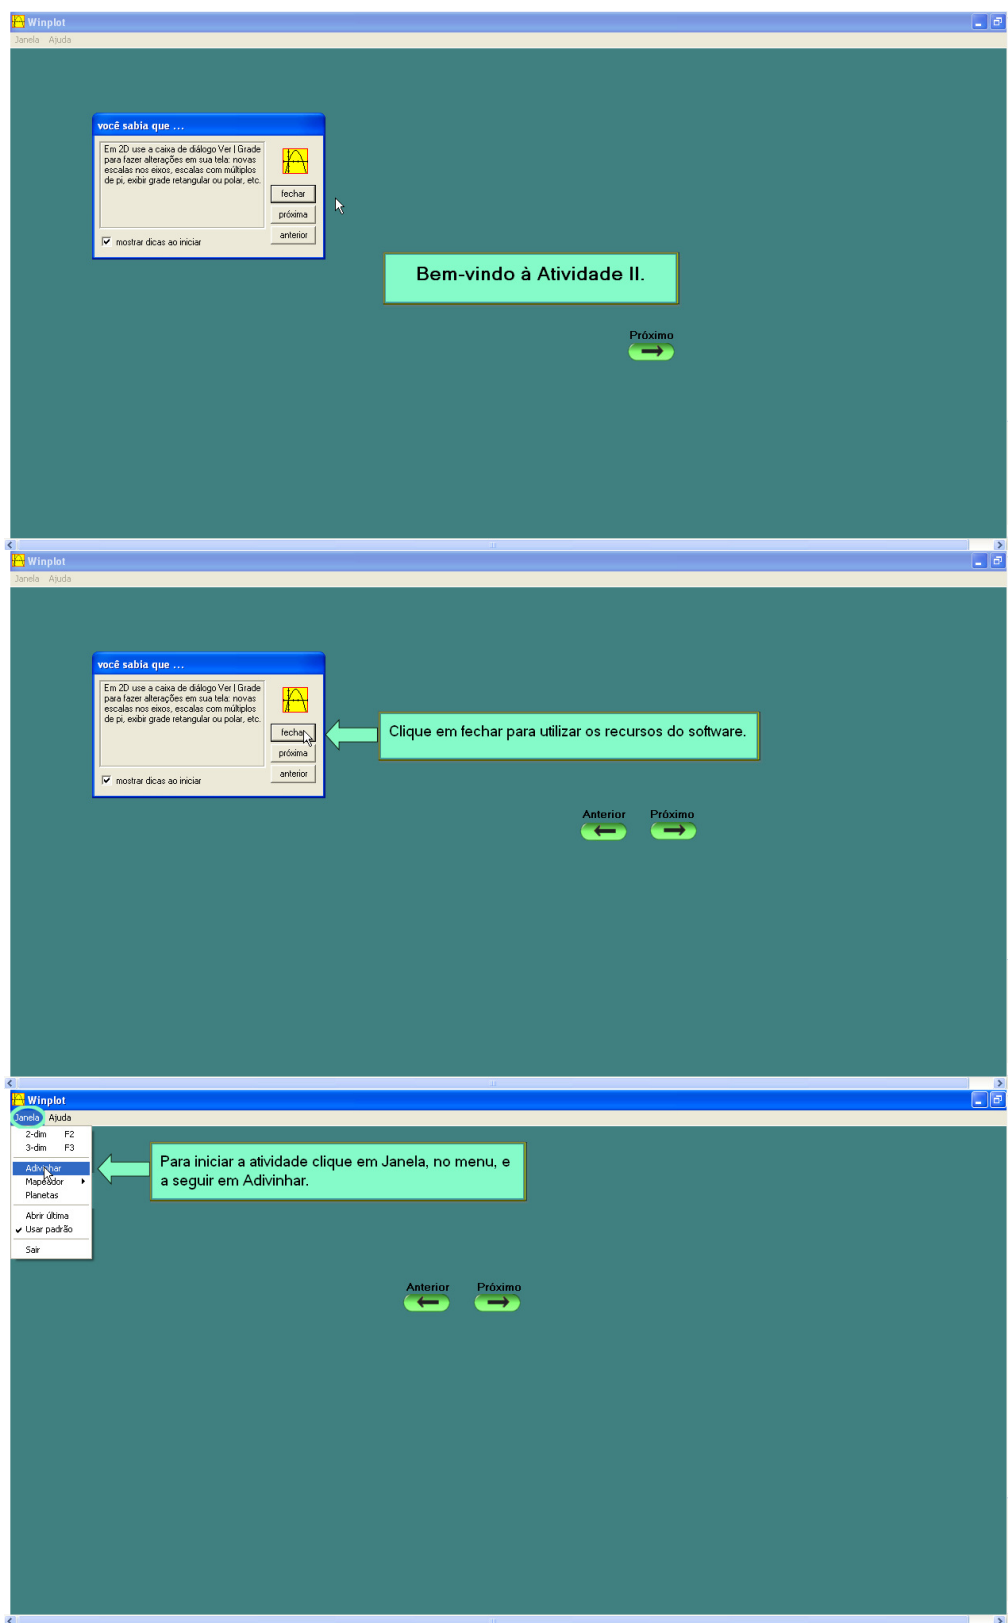 Winplot
Janela Ajuda
você sabia que ...
Em 2D use a caixa de diálogo Ver | Grade
para fazer alterações em sua tela: novas
escalas nos eixos, escalas com múltiplos
de pi, exibir grade retangular ou polar, etc.
fechar
próxima
anterior
mostrar dicas ao iniciar
Bem-vindo à Atividade II.
Próximo
Winplot
Janela Ajuda
você sabia que ...
Em 2D use a caixa de diálogo Ver | Grade
para fazer alterações em sua tela: novas
escalas nos eixos, escalas com múltiplos
de pi, exibir grade retangular ou polar, etc.
fechar
próxima
anterior
mostrar dicas ao iniciar
Clique em fechar para utilizar os recursos do software.
Anterior Próximo
Winplot
Janela Ajuda
2-dim F2
3-dim F3
Adivinhar
Mapeador
Planetas
Abrir última
Usar padrão
Sair
Para iniciar a atividade clique em Janela, no menu, e
a seguir em Adivinhar.
Anterior Próximo